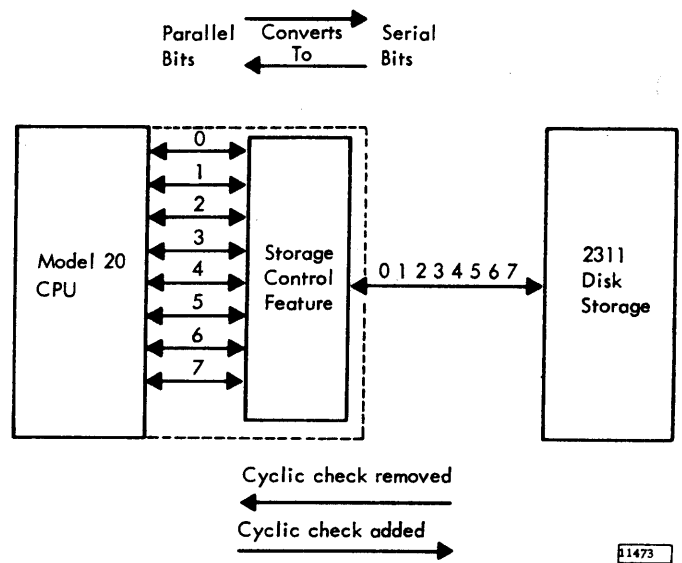 Parallel Bits
Converts To
Serial Bits
Model 20 CPU
0
1
2
3
4
5
6
7
Storage Control Feature
0 1 2 3 4 5 6 7
2311 Disk Storage
Cyclic check removed
Cyclic check added
11473